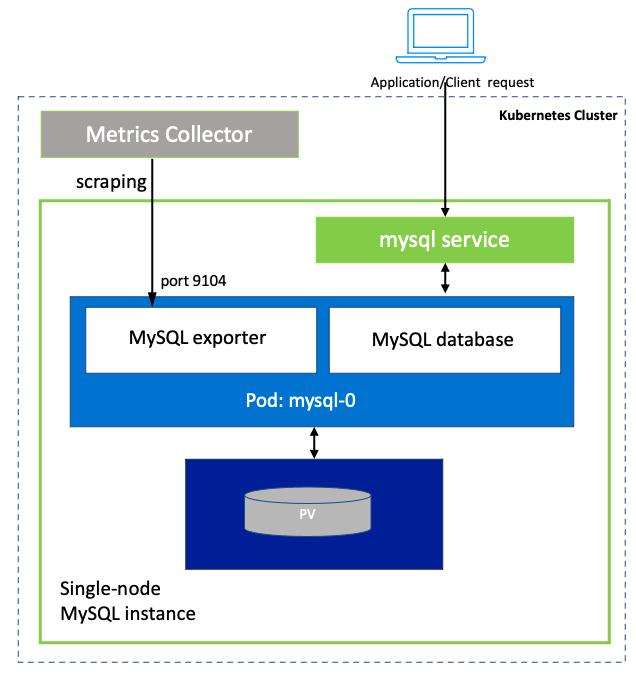 Application/Client request
Kubernetes Cluster
Metrics Collector
scraping
mysql service
port 9104
MySQL exporter
MySQL database
Pod: mysql-0
PV
Single-node
MySQL instance